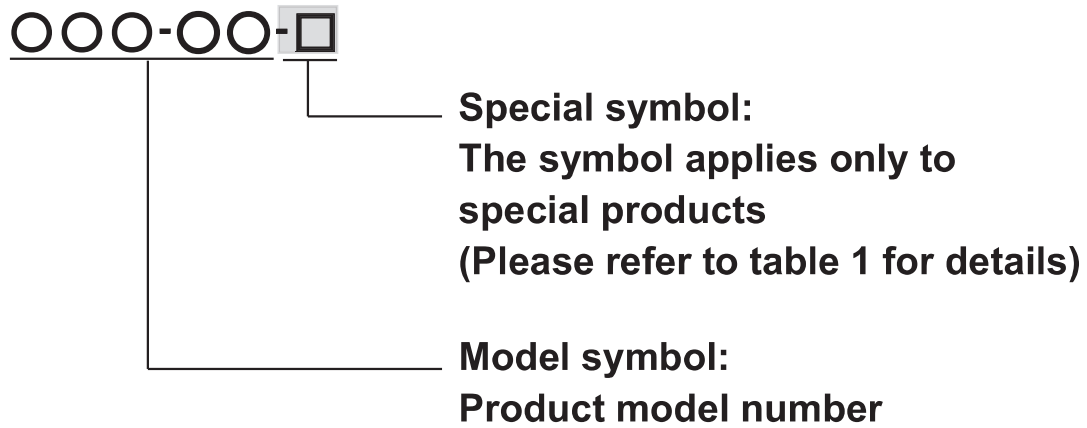 ○○○-○○-□
Special symbol:
The symbol applies only to
special products
(Please refer to table 1 for details)
Model symbol:
Product model number